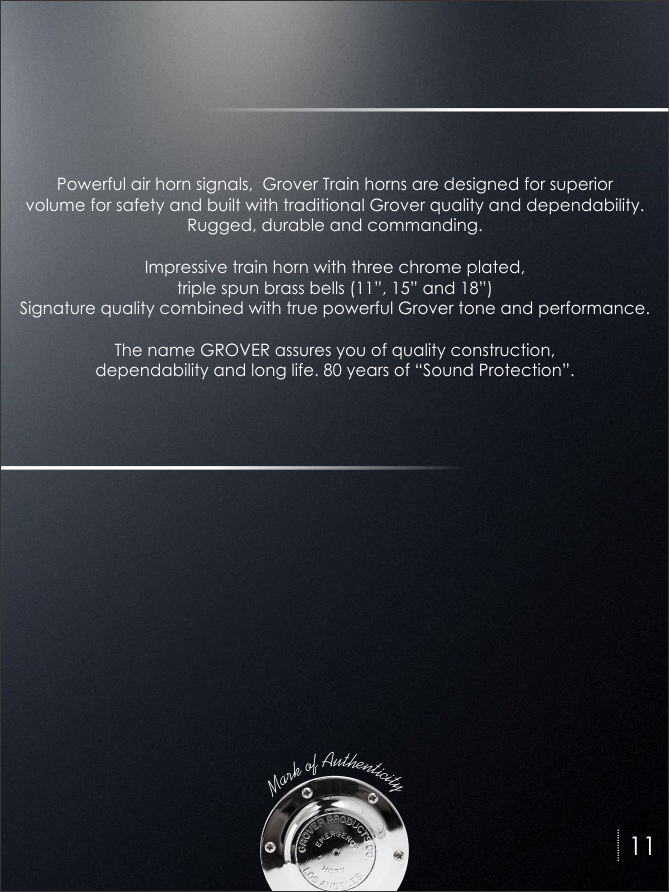 Powerful air horn signals,  Grover Train horns are designed for superior
volume for safety and built with traditional Grover quality and dependability.
Rugged, durable and commanding.
Impressive train horn with three chrome plated,
triple spun brass bells (11”, 15” and 18”)
Signature quality combined with true powerful Grover tone and performance.
The name GROVER assures you of quality construction,
dependability and long life. 80 years of “Sound Protection”.
Mark of Authenticity
GROVER PRODUCTS CO.
HORN
LOS ANGELES
11